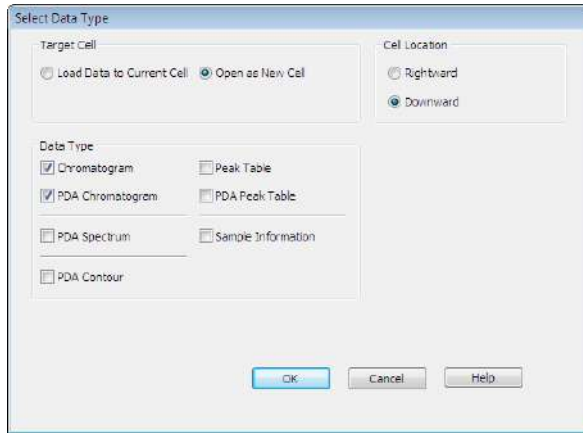 Select Data Type
Target Cell
Load Data to Current Cell Open as New Cell
Cell Location
Rightward
Downward
Data Type
Chromatogram Peak Table
PDA Chromatogram PDA Peak Table
PDA Spectrum Sample Information
PDA Contour
OK Cancel Help